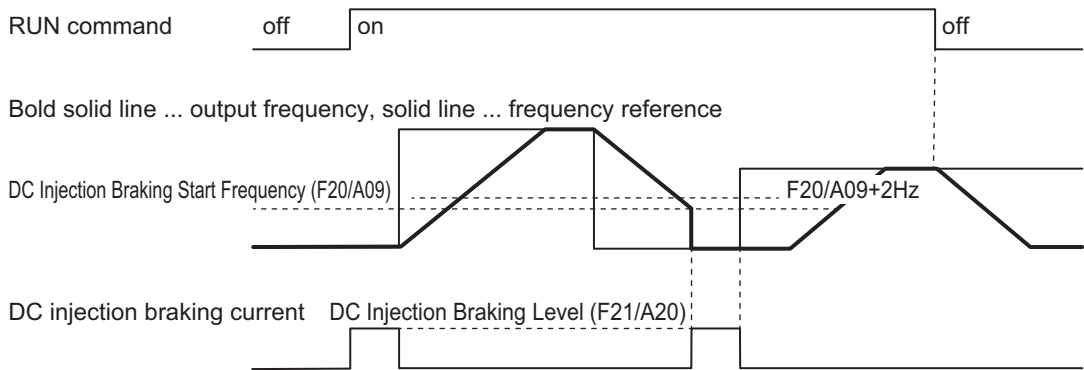 RUN command off on off
Bold solid line ... output frequency, solid line ... frequency reference
DC Injection Braking Start Frequency (F20/A09) F20/A09+2Hz
DC injection braking current DC Injection Braking Level (F21/A20)